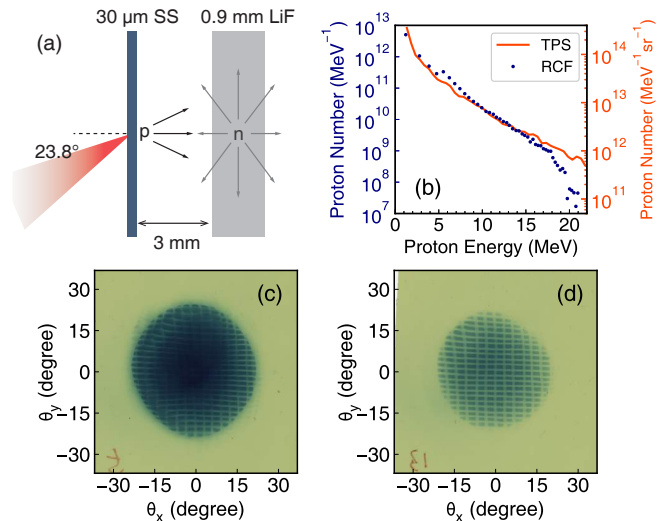 (a)
30 μm SS
0.9 mm LiF
p
n
23.8°
3 mm
(b)
TPS
RCF
Proton Number (MeV⁻¹)
10¹³
10¹²
10¹¹
10¹⁰
10⁹
10⁸
10⁷
Proton Number (MeV⁻¹ sr⁻¹)
10¹⁴
10¹³
10¹²
10¹¹
0 5 10 15 20
Proton Energy (MeV)
(c)
θy (degree)
30
15
0
−15
−30
−30 −15 0 15 30
θx (degree)
(d)
θy (degree)
30
15
0
−15
−30
−30 −15 0 15 30
θx (degree)